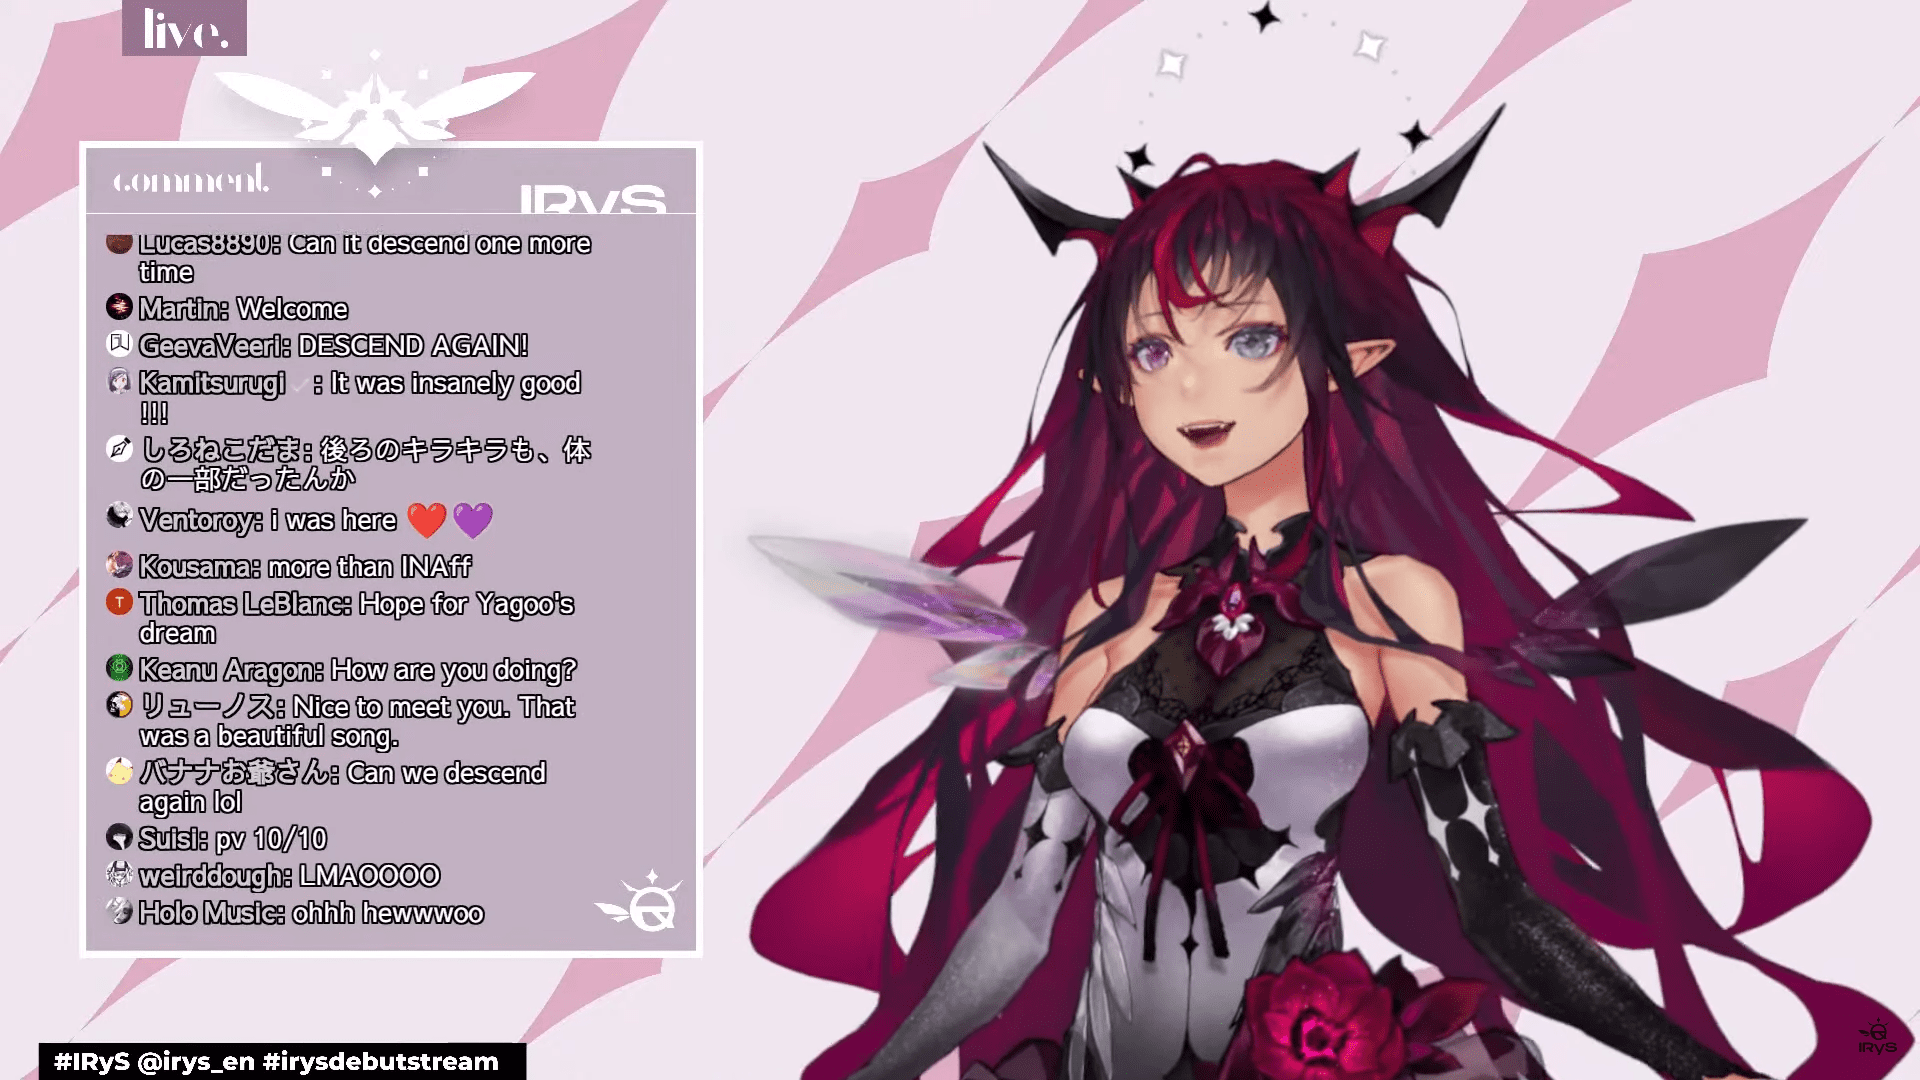 live.
comment.
IRyS
Lucas8890: Can it descend one more
time
Martin: Welcome
GeevaVeeri: DESCEND AGAIN!
Kamitsurugi ✓ : It was insanely good
!!!
しろねこだま: 後ろのキラキラも、体
の一部だったんか
Ventoroy: i was here ❤️💜
Kousama: more than INAff
T Thomas LeBlanc: Hope for Yagoo's
dream
Keanu Aragon: How are you doing?
リューノス: Nice to meet you. That
was a beautiful song.
バナナお爺さん: Can we descend
again lol
Suisi: pv 10/10
weirddough: LMAOOOO
Holo Music: ohhh hewwwoo
#IRyS @irys_en #irysdebutstream
IRyS